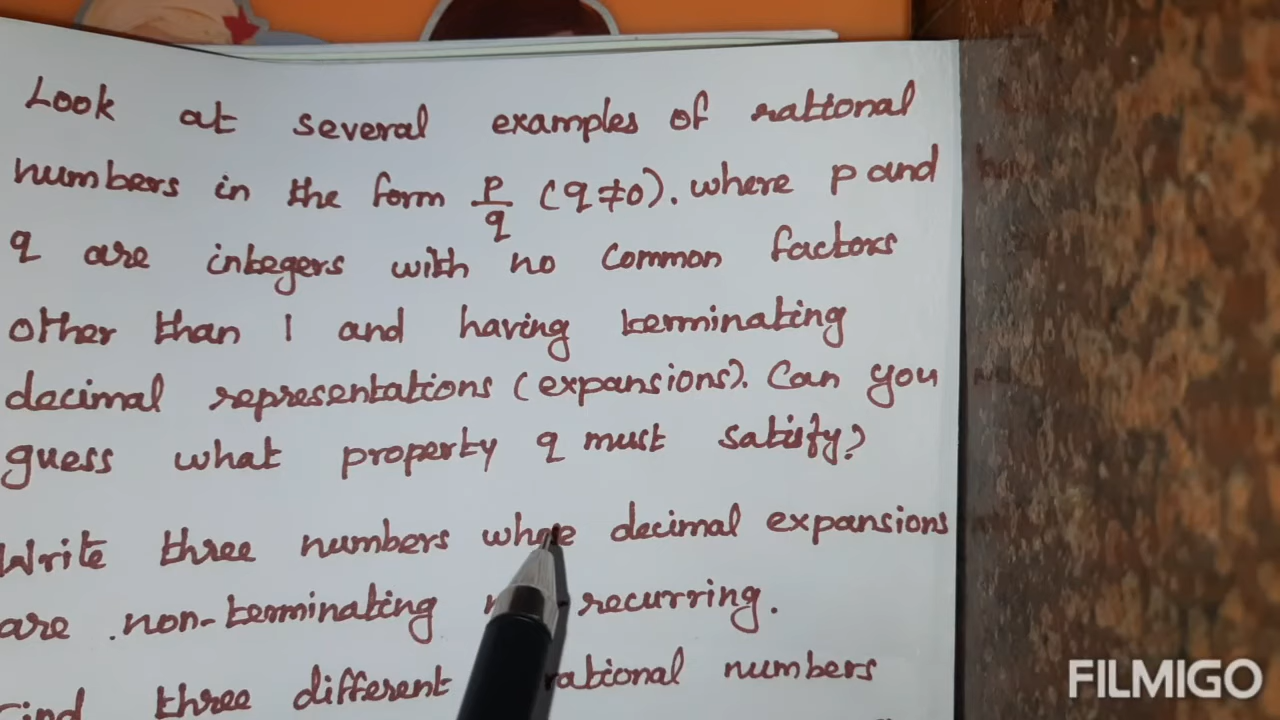 Look at several examples of rational
numbers in the form p/q (q≠0). where p and
q are integers with no common factors
other than 1 and having terminating
decimal representations (expansions). Can you
guess what property q must satisfy?
Write three numbers whose decimal expansions
are non-terminating recurring.
three different rational numbers
FILMIGO